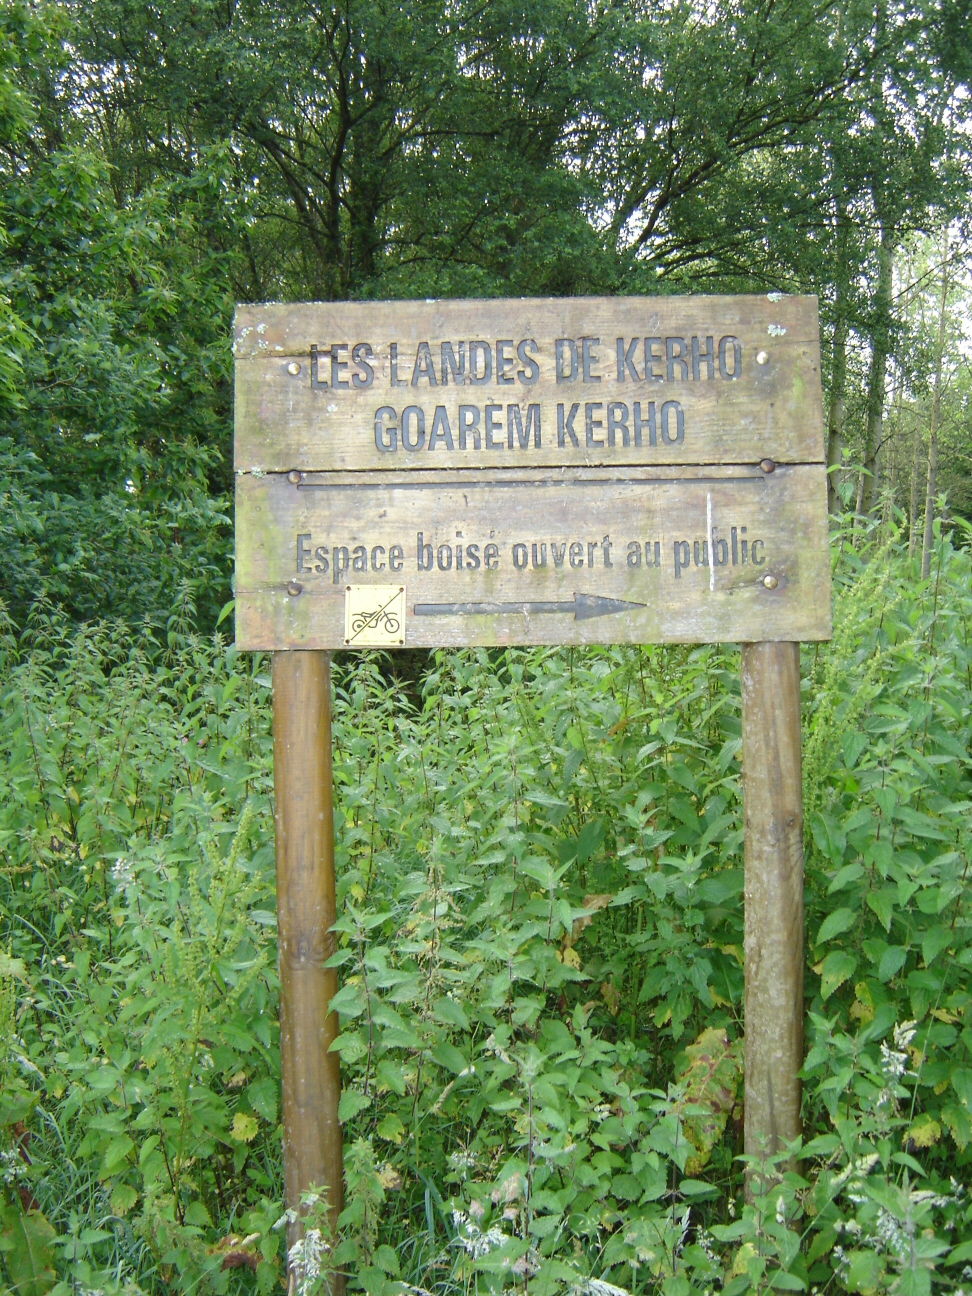 LES LANDES DE KERHO
GOAREM KERHO
Espace boisé ouvert au public